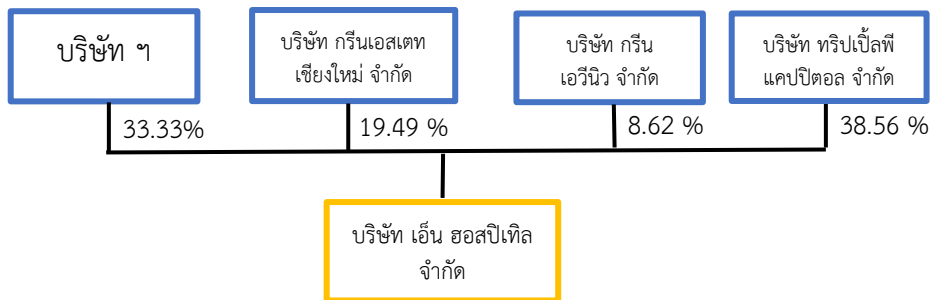 บริษัท ฯ
บริษัท กรีนเอสเตท
เชียงใหม่ จำกัด
บริษัท กรีน
เอวีนิว จำกัด
บริษัท ทริปเปิ้ลพี
แคปปิตอล จำกัด
33.33%
19.49 %
8.62 %
38.56 %
บริษัท เอ็น ฮอสปิเทิล
จำกัด